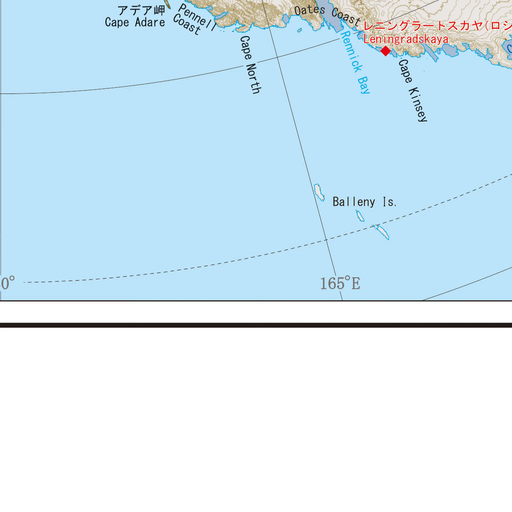 アデア岬
Cape Adare
Pennell
Coast
Cape North
Oates Coast
Rennick Bay
レニングラートスカヤ(ロシ
Leningradskaya
Cape Kinsey
Balleny Is.
0°
165°E